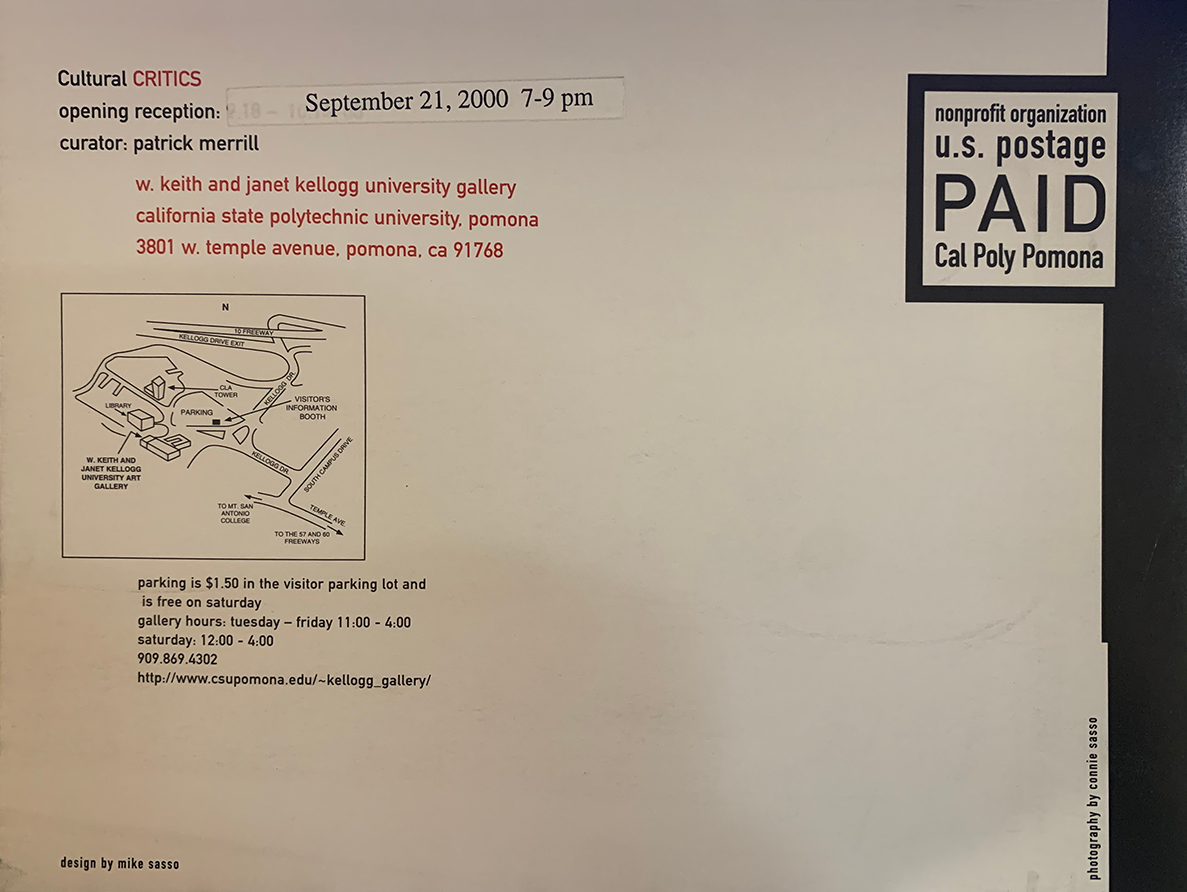 Cultural CRITICS
opening reception: September 21, 2000 7-9 pm
curator: patrick merrill
w. keith and janet kellogg university gallery
california state polytechnic university, pomona
3801 w. temple avenue, pomona, ca 91768
nonprofit organization
u.s. postage
PAID
Cal Poly Pomona
N
10 FREEWAY
KELLOGG DRIVE EXIT
KELLOGG DR.
CLA
TOWER
LIBRARY
PARKING
VISITOR'S
INFORMATION
BOOTH
W. KEITH AND
JANET KELLOGG
UNIVERSITY ART
GALLERY
KELLOGG DR.
SOUTH CAMPUS DRIVE
TO MT. SAN
ANTONIO
COLLEGE
TEMPLE AVE.
TO THE 57 AND 60
FREEWAYS
parking is $1.50 in the visitor parking lot and
is free on saturday
gallery hours: tuesday – friday 11:00 - 4:00
saturday: 12:00 - 4:00
909.869.4302
http://www.csupomona.edu/~kellogg_gallery/
design by mike sasso
photography by connie sasso